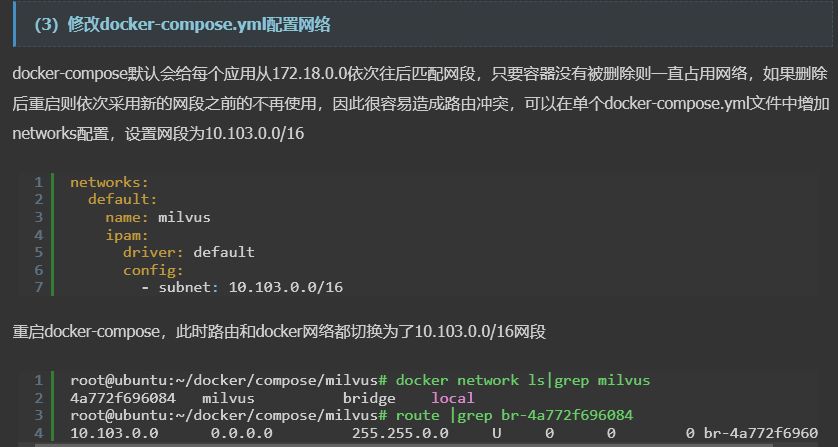 （3）修改docker-compose.yml配置网络
docker-compose默认会给每个应用从172.18.0.0依次往后匹配网段，只要容器没有被删除则一直占用网络，如果删除
后重启则依次采用新的网段之前的不再使用，因此很容易造成路由冲突，可以在单个docker-compose.yml文件中增加
networks配置，设置网段为10.103.0.0/16
1 networks:
2   default:
3     name: milvus
4     ipam:
5       driver: default
6       config:
7         - subnet: 10.103.0.0/16
重启docker-compose，此时路由和docker网络都切换为了10.103.0.0/16网段
1 root@ubuntu:~/docker/compose/milvus# docker network ls|grep milvus
2 4a772f696084   milvus          bridge    local
3 root@ubuntu:~/docker/compose/milvus# route |grep br-4a772f696084
4 10.103.0.0      0.0.0.0         255.255.0.0     U     0      0        0 br-4a772f6960